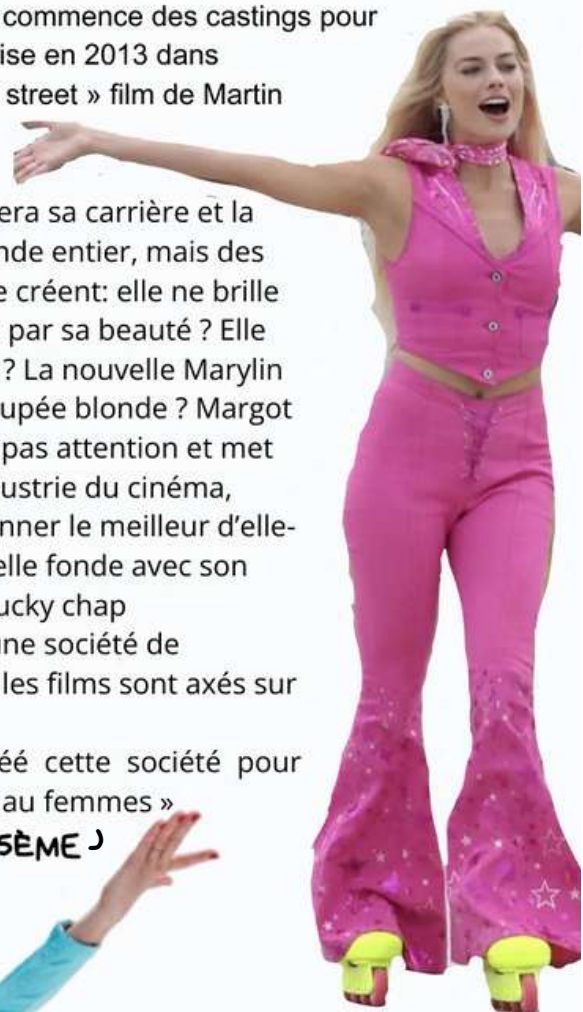 commence des castings pour
ise en 2013 dans
street » film de Martin
era sa carrière et la
nde entier, mais des
e créent: elle ne brille
par sa beauté ? Elle
? La nouvelle Marylin
upée blonde ? Margot
pas attention et met
ustrie du cinéma,
nner le meilleur d'elle-
elle fonde avec son
ucky chap
ne société de
les films sont axés sur
éé cette société pour
au femmes »
SÈME